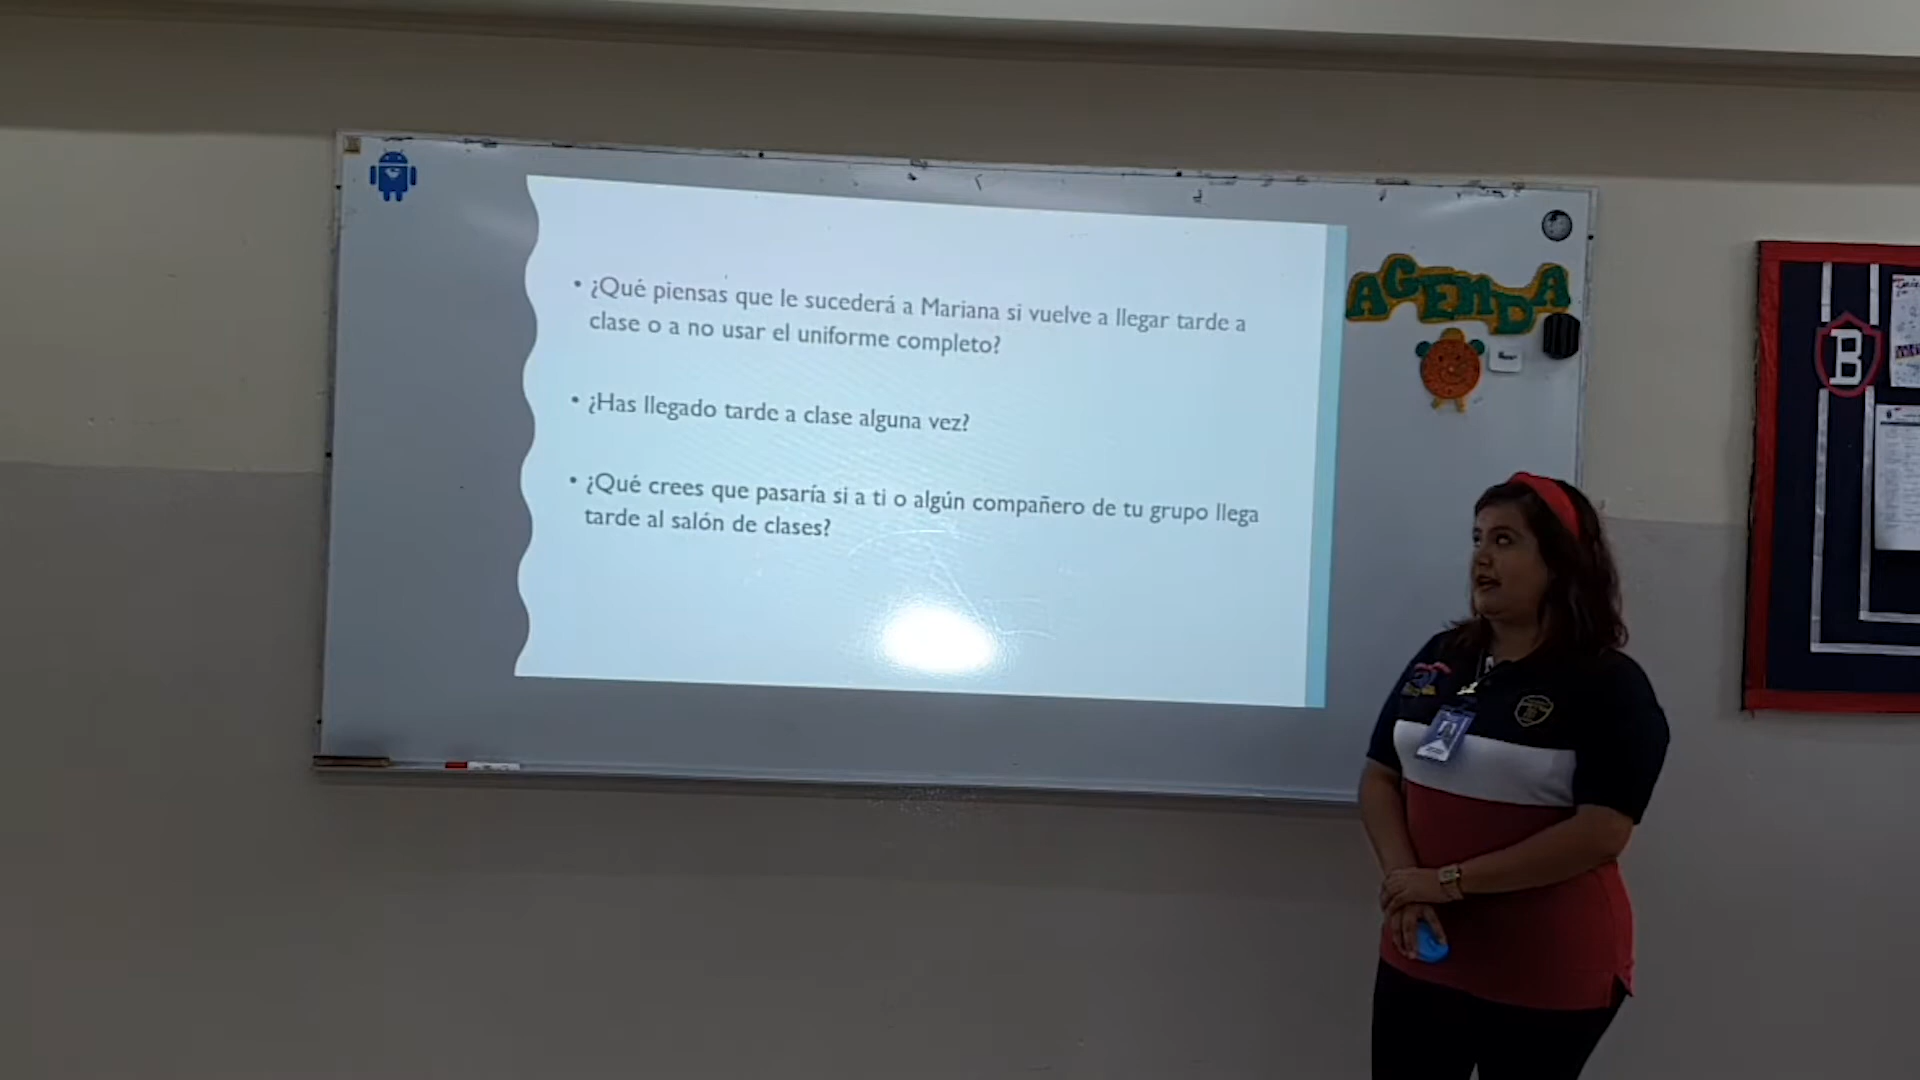 • ¿Qué piensas que le sucederá a Mariana si vuelve a llegar tarde a
clase o a no usar el uniforme completo?
• ¿Has llegado tarde a clase alguna vez?
• ¿Qué crees que pasaría si a ti o algún compañero de tu grupo llega
tarde al salón de clases?
AGENDA
B